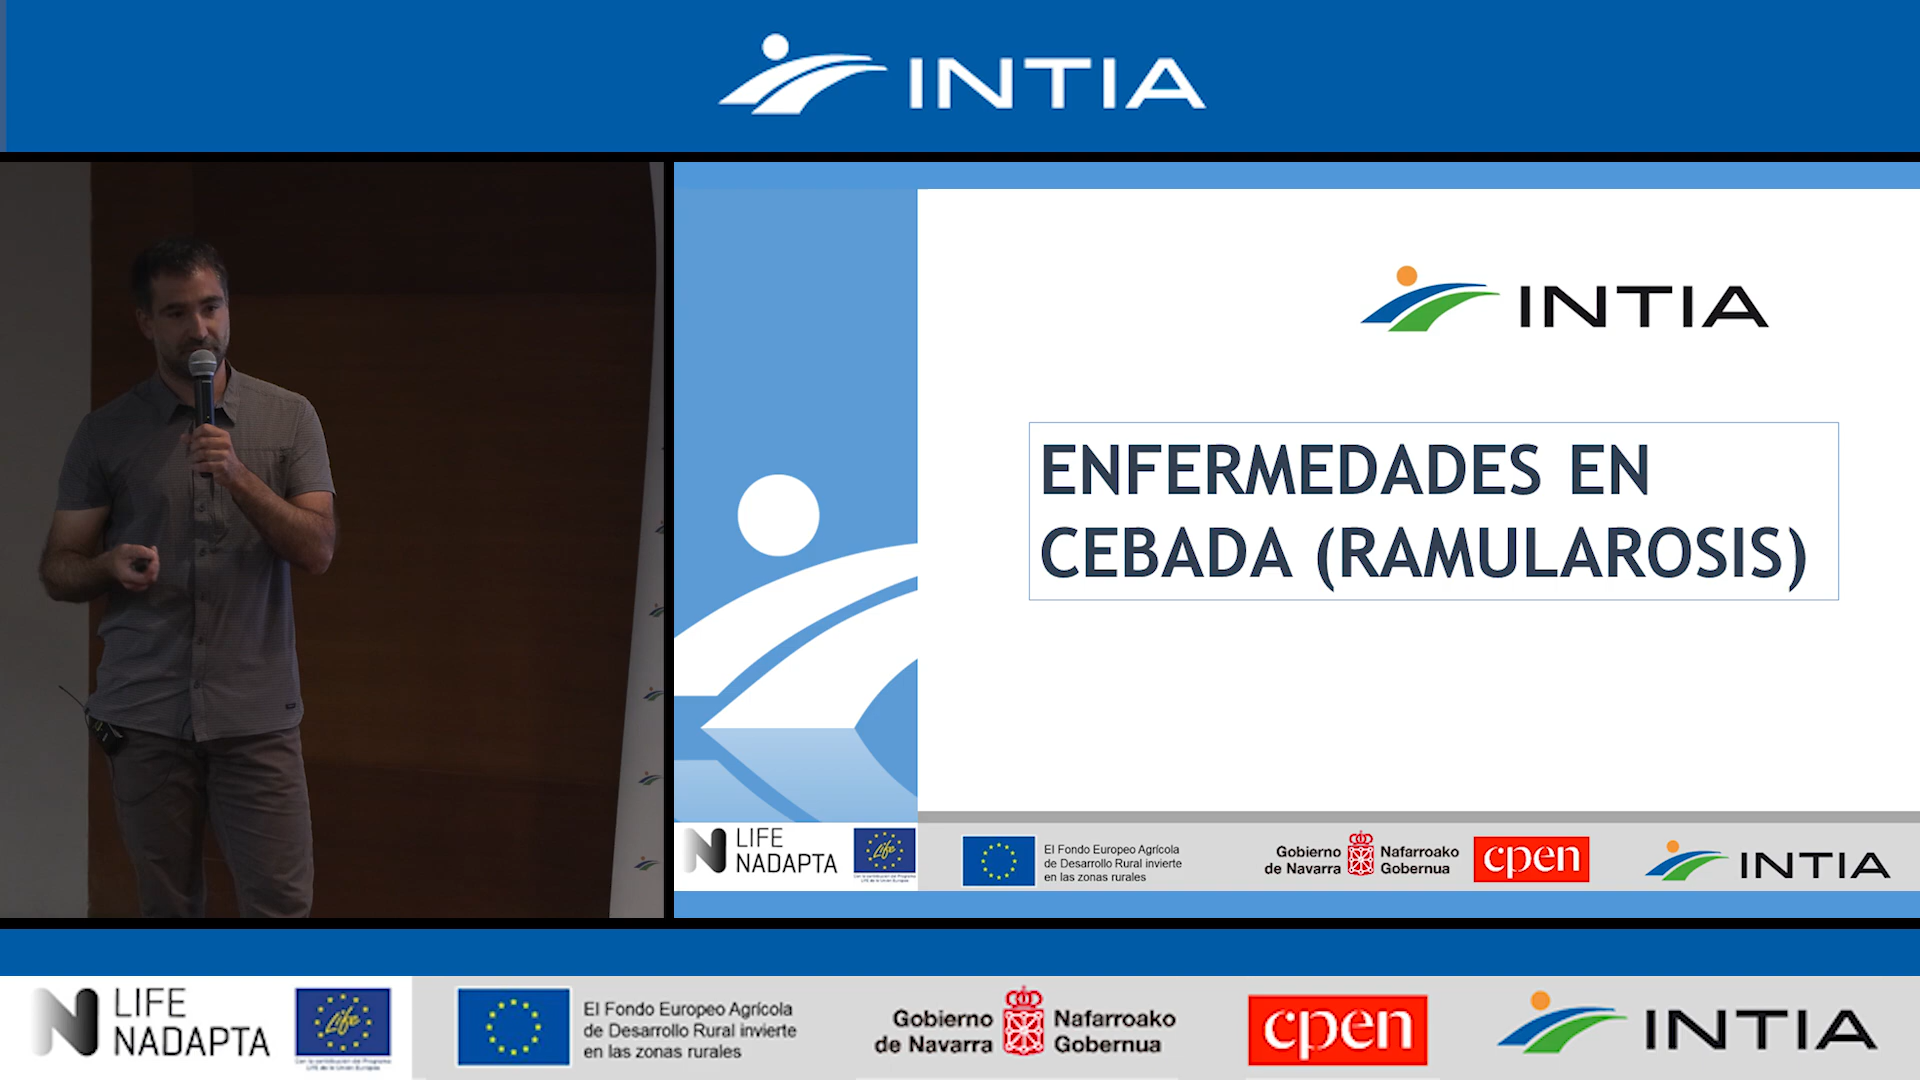 INTIA
INTIA
ENFERMEDADES EN
CEBADA (RAMULAROSIS)
LIFE
NADAPTA
Life
El Fondo Europeo Agrícola
de Desarrollo Rural invierte
en las zonas rurales
Gobierno
de Navarra
Nafarroako
Gobernua
cpen
INTIA
LIFE
NADAPTA
Life
El Fondo Europeo Agrícola
de Desarrollo Rural invierte
en las zonas rurales
Gobierno
de Navarra
Nafarroako
Gobernua
cpen
INTIA